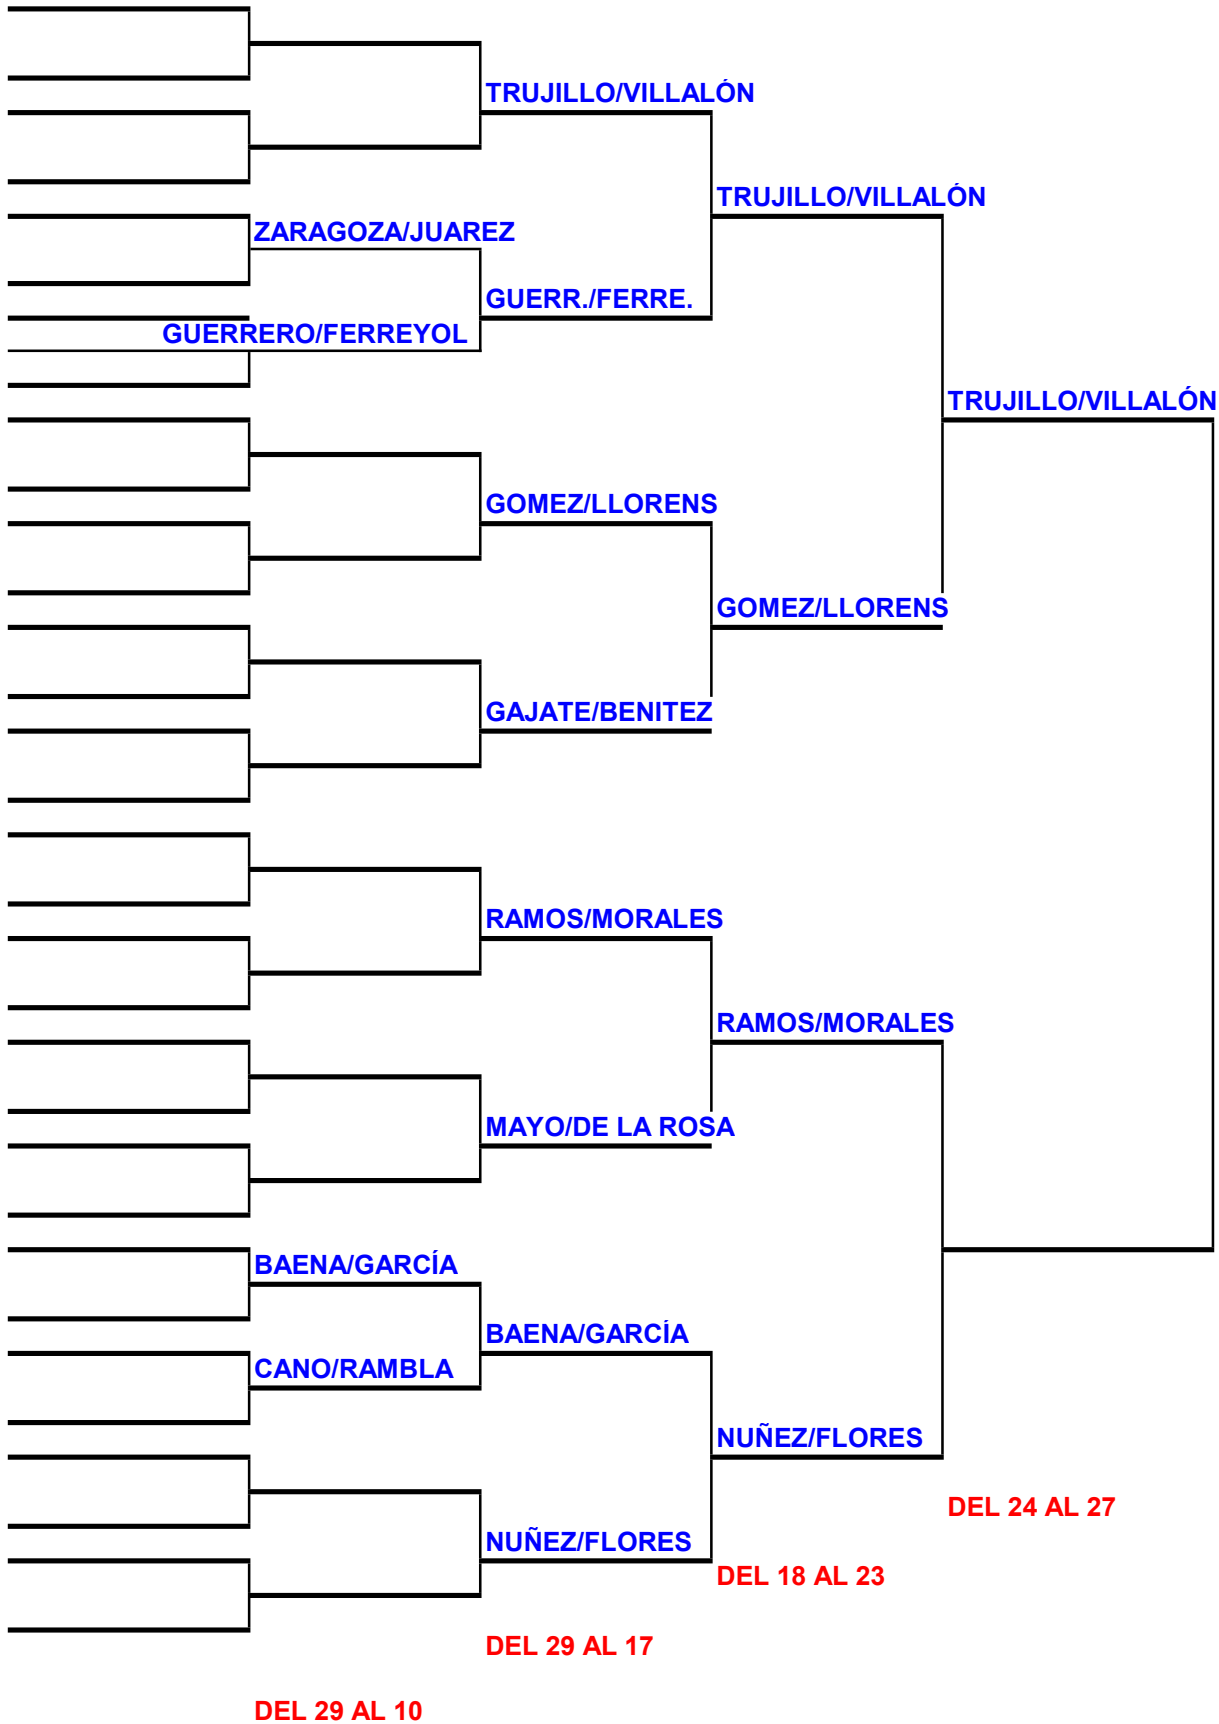 TRUJILLO/VILLALÓN
TRUJILLO/VILLALÓN
ZARAGOZA/JUAREZ
GUERR./FERRE.
GUERRERO/FERREYOL
TRUJILLO/VILLALÓN
GOMEZ/LLORENS
GOMEZ/LLORENS
GAJATE/BENITEZ
RAMOS/MORALES
RAMOS/MORALES
MAYO/DE LA ROSA
BAENA/GARCÍA
BAENA/GARCÍA
CANO/RAMBLA
NUÑEZ/FLORES
DEL 24 AL 27
NUÑEZ/FLORES
DEL 18 AL 23
DEL 29 AL 17
DEL 29 AL 10